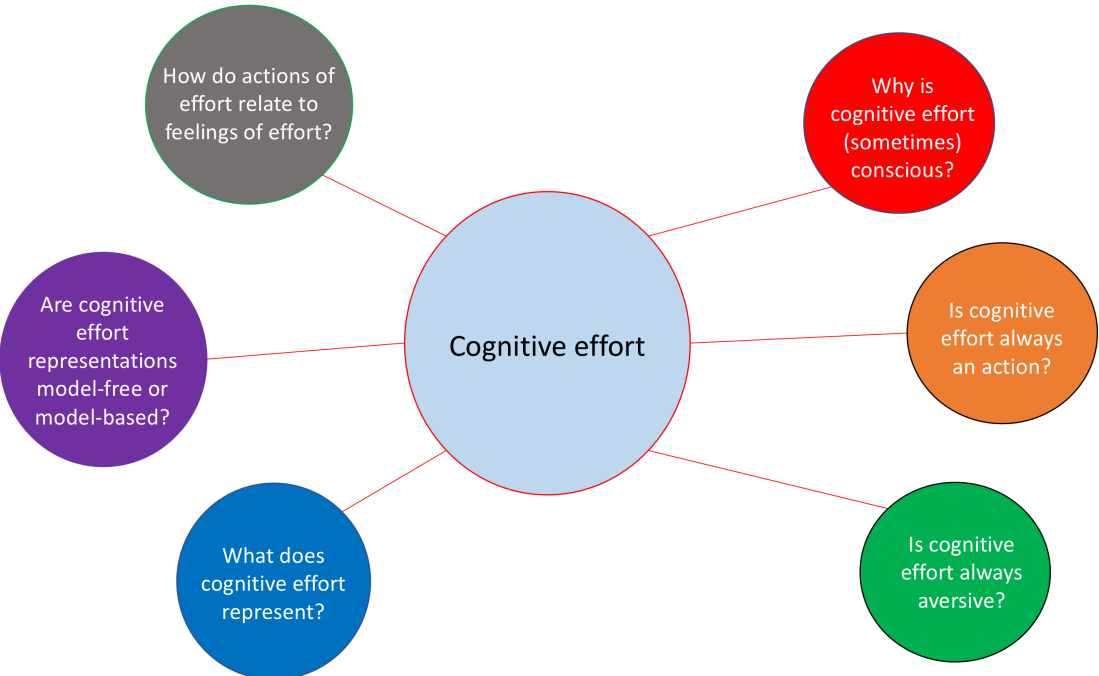 How do actions of
effort relate to
feelings of effort?
Why is
cognitive effort
(sometimes)
conscious?
Are cognitive
effort
representations
model-free or
model-based?
Cognitive effort
Is cognitive
effort always
an action?
What does
cognitive effort
represent?
Is cognitive
effort always
aversive?